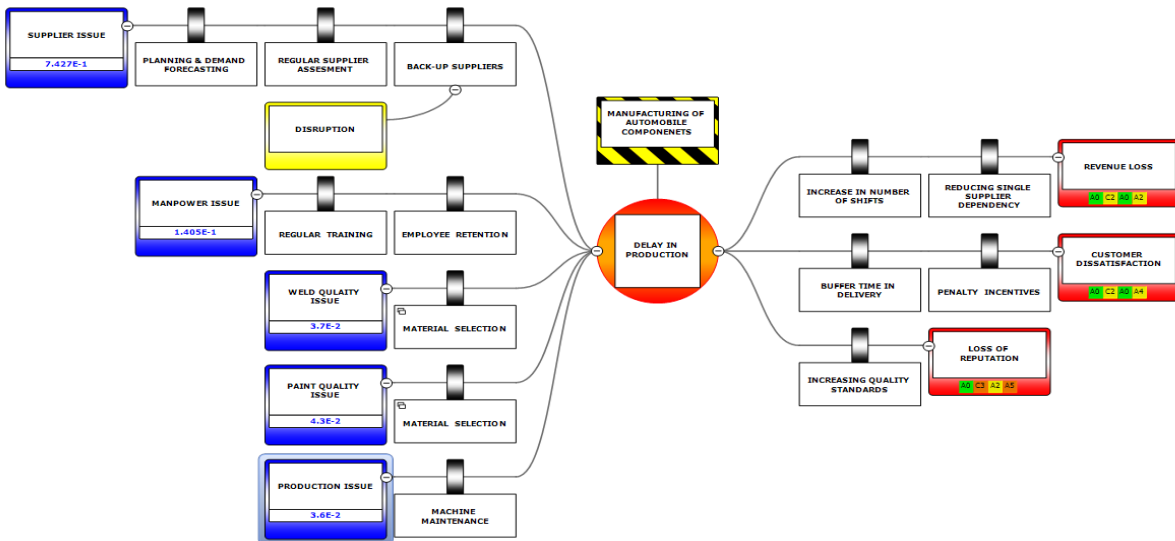 SUPPLIER ISSUE
7.427E-1
PLANNING & DEMAND
FORECASTING
REGULAR SUPPLIER
ASSESMENT
BACK-UP SUPPLIERS
DISRUPTION
MANPOWER ISSUE
1.405E-1
REGULAR TRAINING
EMPLOYEE RETENTION
WELD QULAITY
ISSUE
3.7E-2
MATERIAL SELECTION
PAINT QUALITY
ISSUE
4.3E-2
MATERIAL SELECTION
PRODUCTION ISSUE
3.6E-2
MACHINE
MAINTENANCE
MANUFACTURING OF
AUTOMOBILE
COMPONENETS
DELAY IN
PRODUCTION
INCREASE IN NUMBER
OF SHIFTS
REDUCING SINGLE
SUPPLIER
DEPENDENCY
REVENUE LOSS
A0 C2 A0 A2
BUFFER TIME IN
DELIVERY
PENALTY INCENTIVES
CUSTOMER
DISSATISFACTION
A0 C2 A0 A4
INCREASING QUALITY
STANDARDS
LOSS OF
REPUTATION
A0 C3 A2 A5